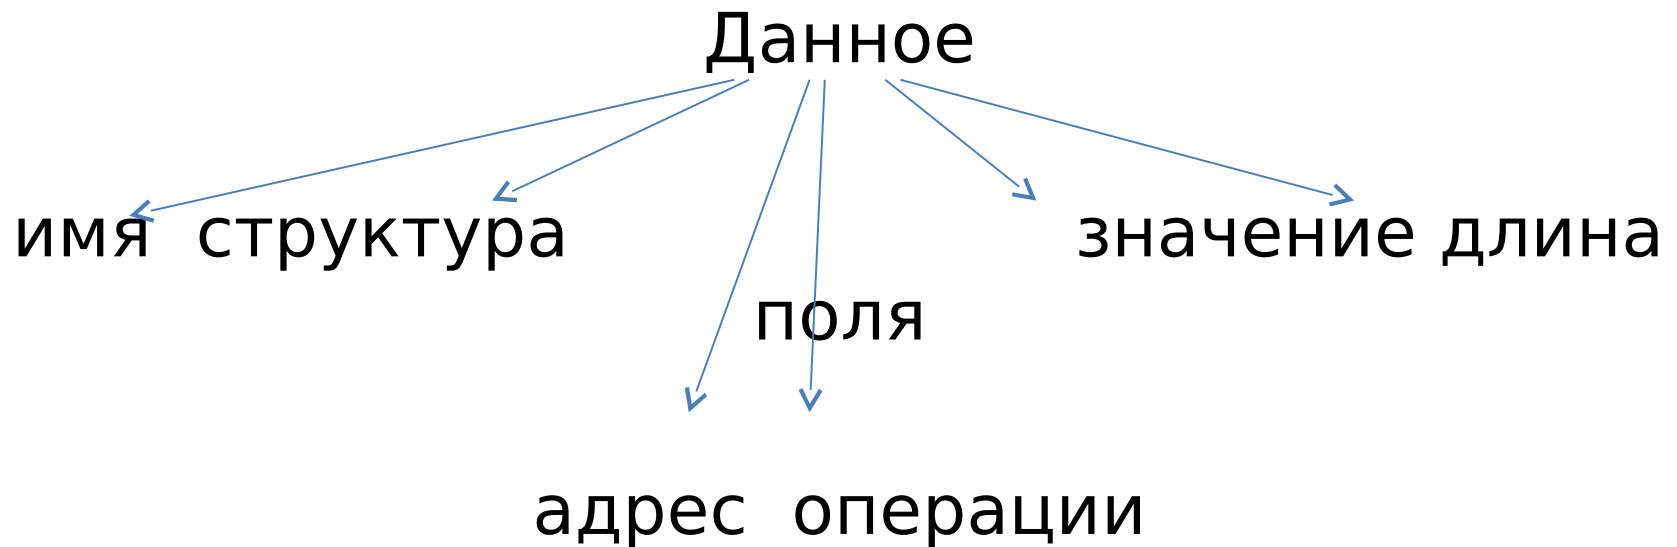 Данное
имя структура значение длина
поля
адрес операции